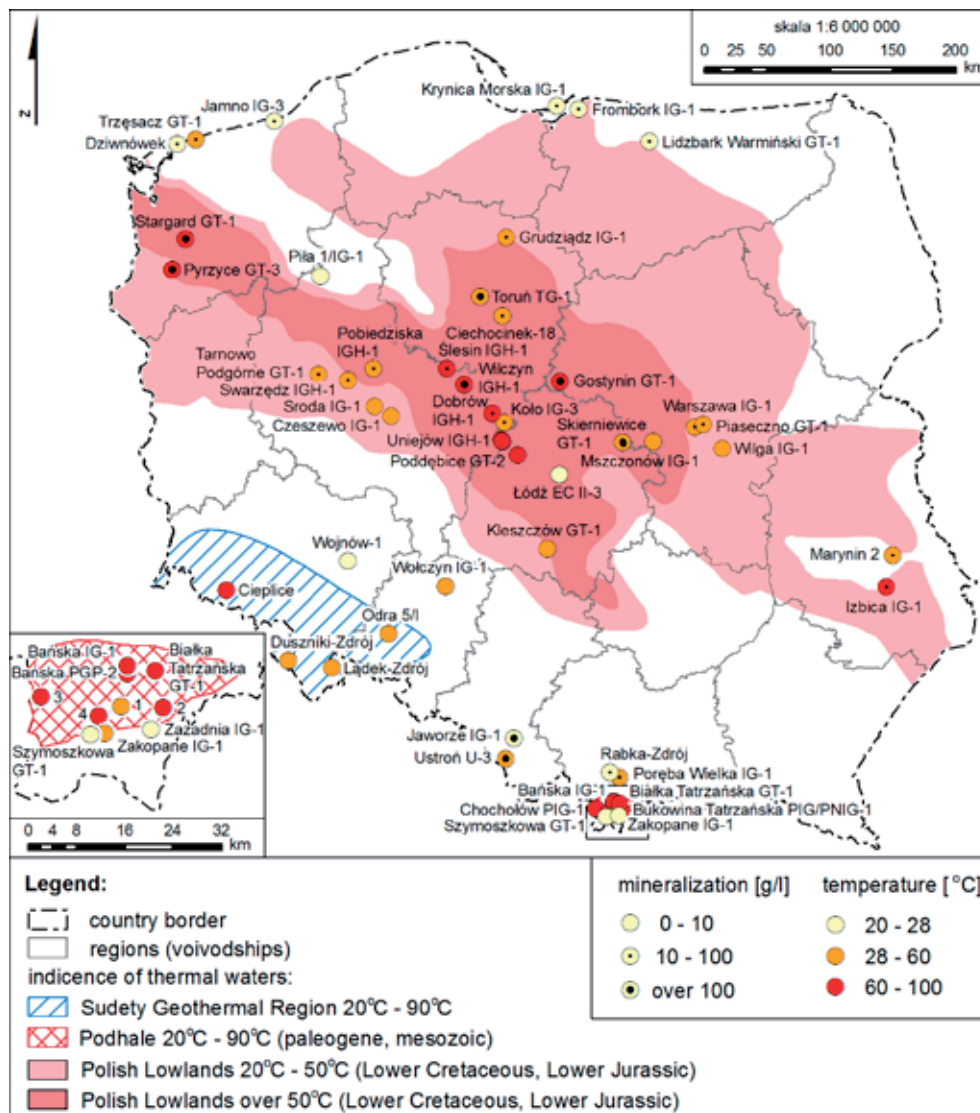 skala 1:6 000 000
0 25 50 100 150 200
km
N
Krynica Morska IG-1
Frombork IG-1
Jamno IG-3
Trzęsacz GT-1
Dziwnówek
Lidzbark Warmiński GT-1
Stargard GT-1
Grudziądz IG-1
Piła 1/IG-1
Pyrzyce GT-3
Toruń TG-1
Ciechocinek-18
Pobiedziska
IGH-1
Ślesin IGH-1
Tarnowo
Podgórne GT-1
Wilczyn
IGH-1
Gostynin GT-1
Swarzędz IGH-1
Dobrów
IGH-1
Koło IG-3
Środa IG-1
Warszawa IG-1
Czeszewo IG-1
Skierniewice
GT-1
Piaseczno GT-1
Uniejów IGH-1
Wilga IG-1
Poddębice GT-2
Mszczonów IG-1
Łódź EC II-3
Kleszczów GT-1
Wojnów-1
Marynin 2
Wołczyn IG-1
Cieplice
Izbica IG-1
Odra 5/I
Duszniki-Zdrój
Lądek-Zdrój
Bańska IG-1
Białka
Tatrzańska
GT-1
Bańska PGP-2
3
1
4
2
Zazadnia IG-1
Zakopane IG-1
Szymoszkowa
GT-1
0 4 8 16 24 32
km
Jaworze IG-1
Ustroń U-3
Rabka-Zdrój
Poręba Wielka IG-1
Bańska IG-1
Białka Tatrzańska GT-1
Chochołów PIG-1
Bukowina Tatrzańska PIG/PNIG-1
Szymoszkowa GT-1
Zakopane IG-1
Legend:
country border
regions (voivodships)
indicence of thermal waters:
Sudety Geothermal Region 20°C - 90°C
Podhale 20°C - 90°C (paleogene, mesozoic)
Polish Lowlands 20°C - 50°C (Lower Cretaceous, Lower Jurassic)
Polish Lowlands over 50°C (Lower Cretaceous, Lower Jurassic)
mineralization [g/l]
0 - 10
10 - 100
over 100
temperature [°C]
20 - 28
28 - 60
60 - 100